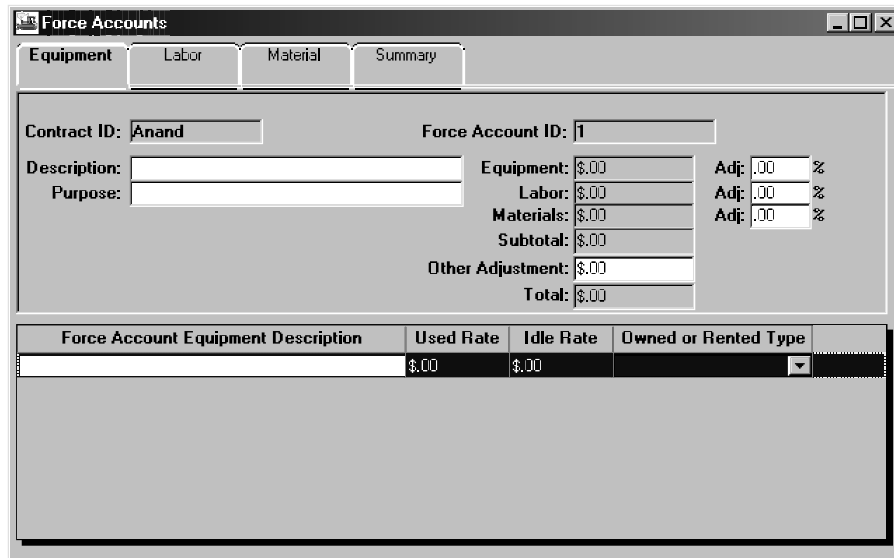 Force Accounts
Equipment Labor Material Summary
Contract ID: Anand Force Account ID: 1
Description: Equipment: $.00 Adj: .00 %
Purpose: Labor: $.00 Adj: .00 %
Materials: $.00 Adj: .00 %
Subtotal: $.00
Other Adjustment: $.00
Total: $.00
Force Account Equipment Description Used Rate Idle Rate Owned or Rented Type
$.00 $.00